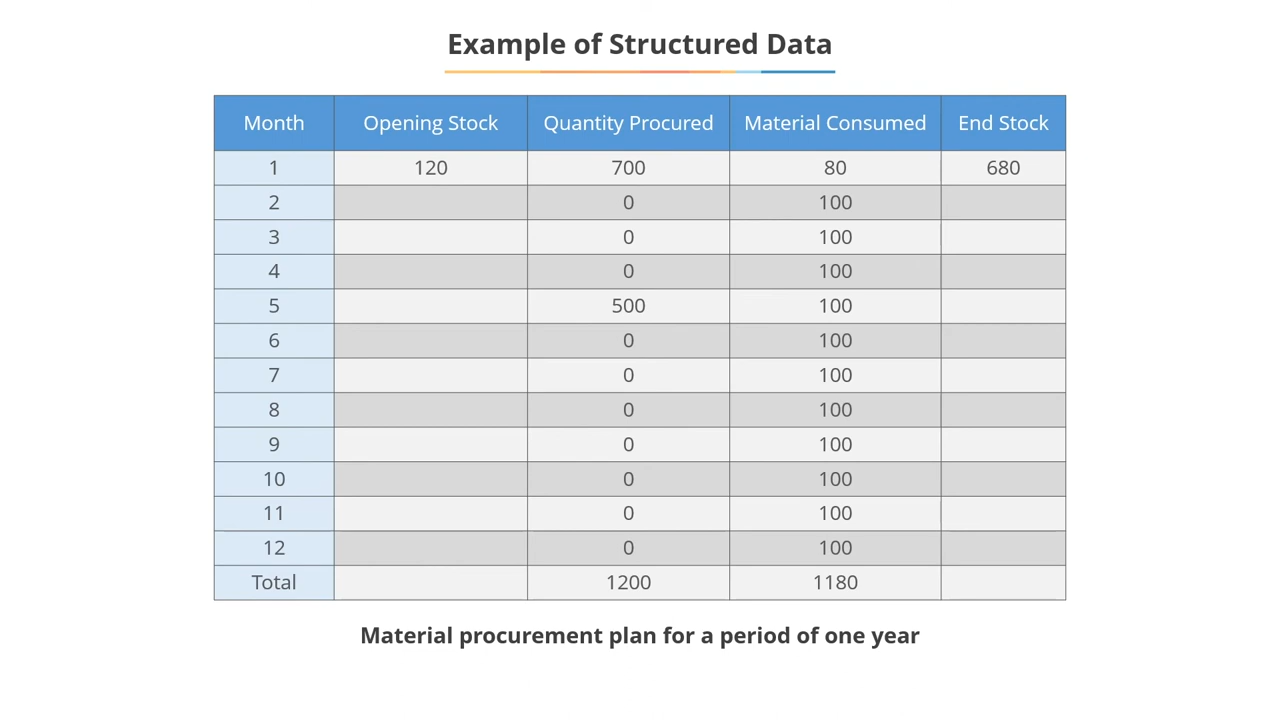 Example of Structured Data
Month Opening Stock Quantity Procured Material Consumed End Stock
1 120 700 80 680
2 0 100
3 0 100
4 0 100
5 500 100
6 0 100
7 0 100
8 0 100
9 0 100
10 0 100
11 0 100
12 0 100
Total 1200 1180
Material procurement plan for a period of one year